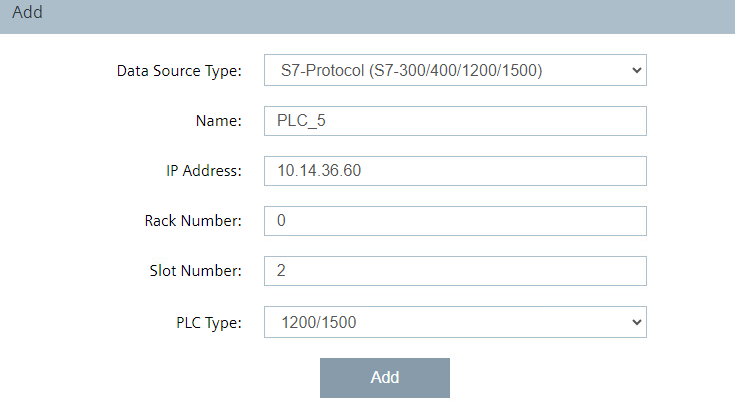 Add
Data Source Type: S7-Protocol (S7-300/400/1200/1500)
Name: PLC_5
IP Address: 10.14.36.60
Rack Number: 0
Slot Number: 2
PLC Type: 1200/1500
Add